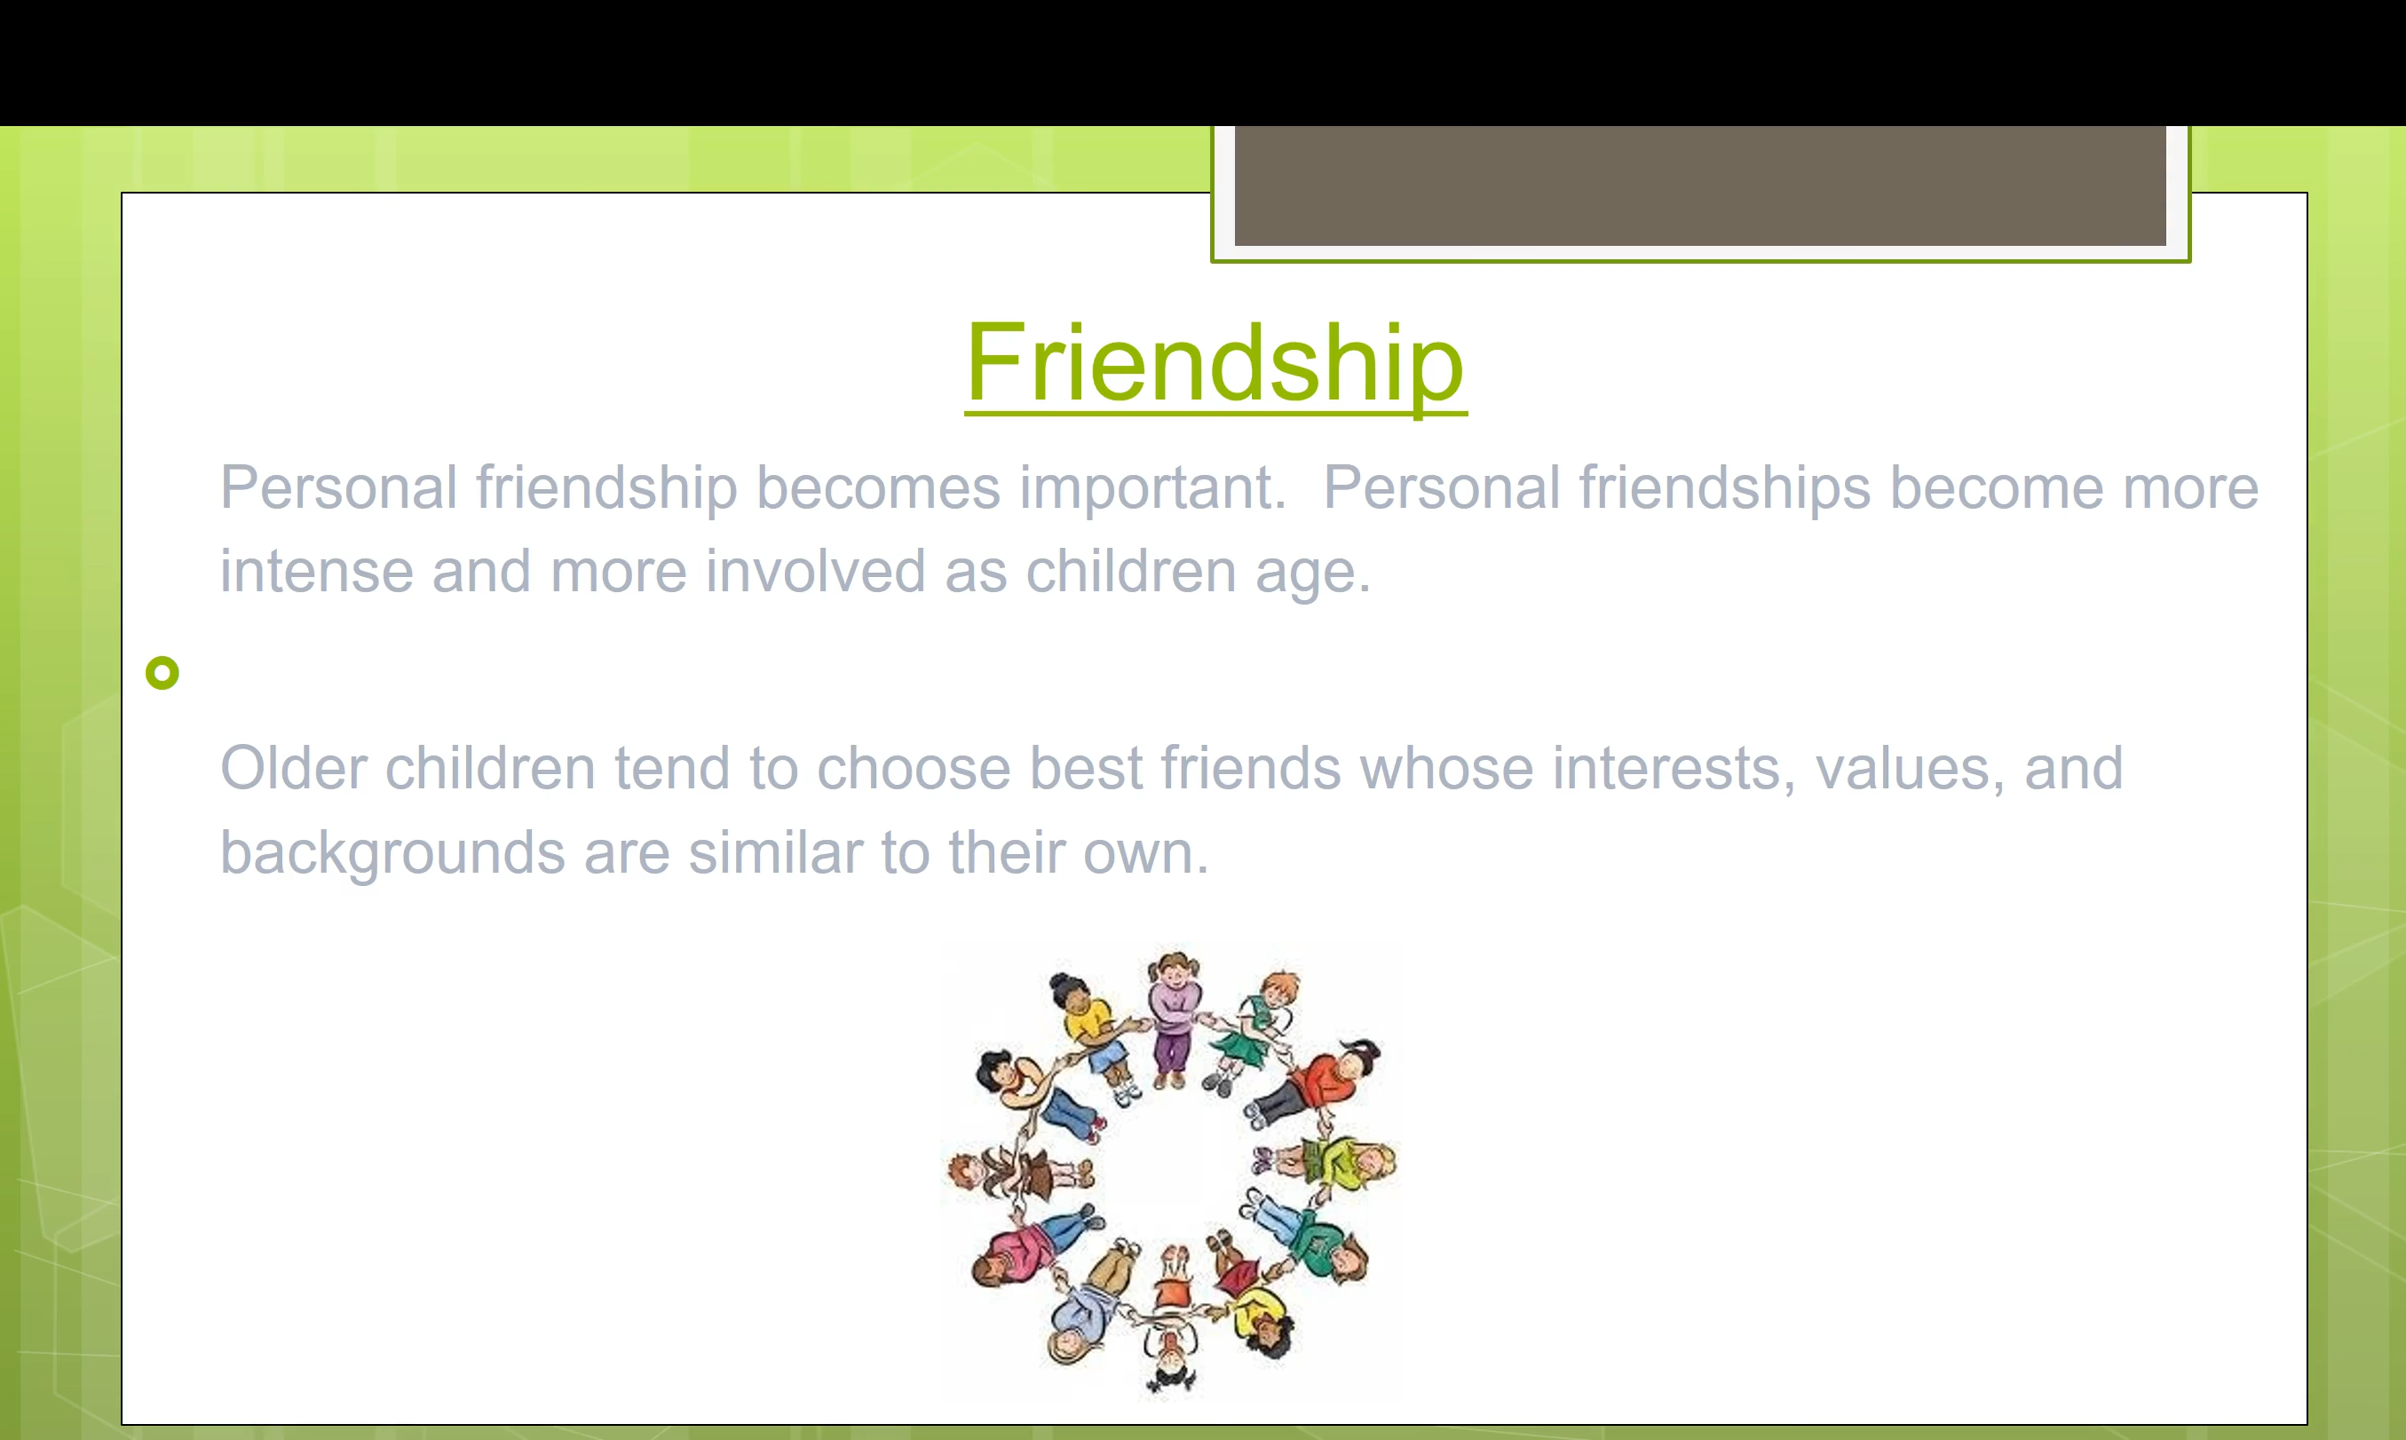 Friendship
Personal friendship becomes important.  Personal friendships become more
intense and more involved as children age.
Older children tend to choose best friends whose interests, values, and
backgrounds are similar to their own.